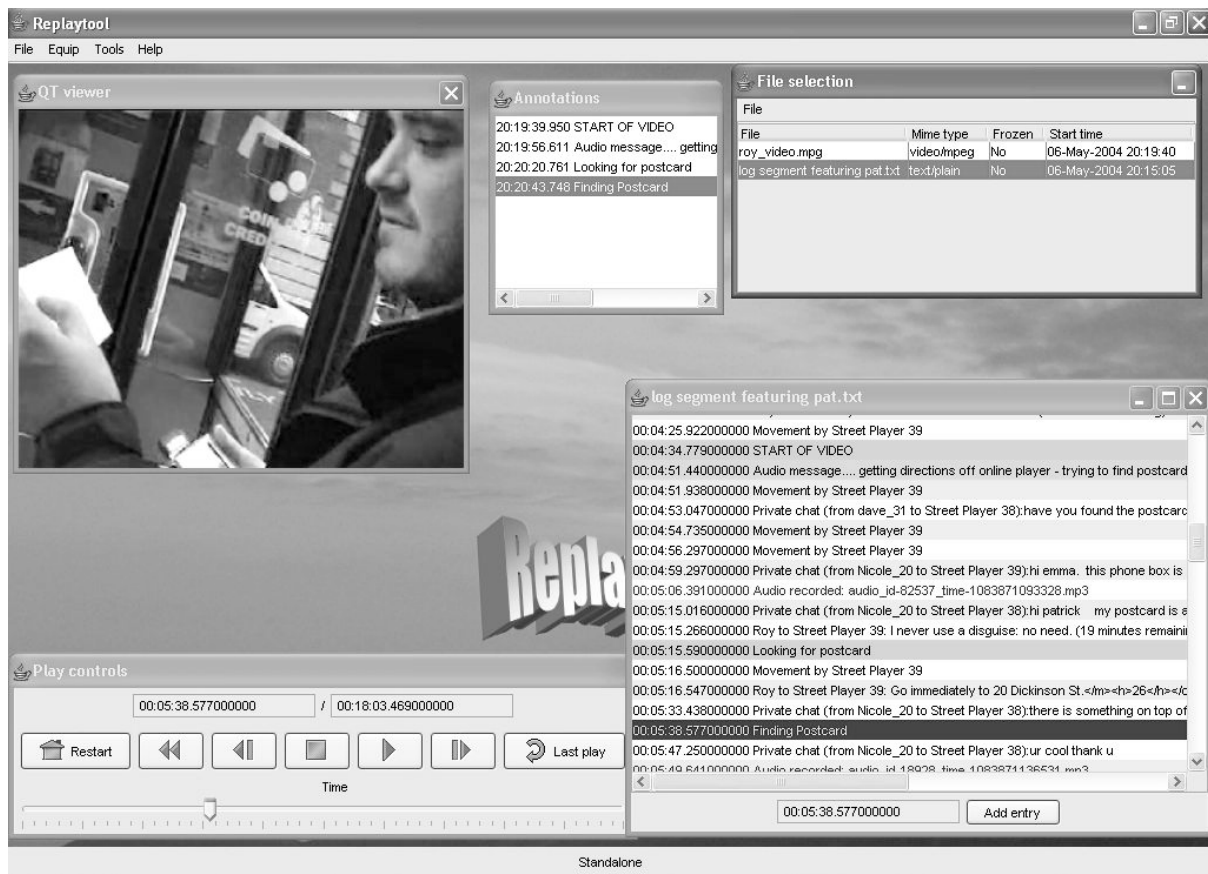 Replaytool
File Equip Tools Help
QT viewer
COIN
CRED
Annotations
20:19:39.950 START OF VIDEO
20:19:56.611 Audio message.... getting
20:20:20.761 Looking for postcard
20:20:43.748 Finding Postcard
File selection
File
File Mime type Frozen Start time
roy_video.mpg video/mpeg No 06-May-2004 20:19:40
log segment featuring pat.txt text/plain No 06-May-2004 20:15:05
Repla
log segment featuring pat.txt
00:04:25.922000000 Movement by Street Player 39
00:04:34.779000000 START OF VIDEO
00:04:51.440000000 Audio message.... getting directions off online player - trying to find postcard
00:04:51.938000000 Movement by Street Player 39
00:04:53.047000000 Private chat (from dave_31 to Street Player 38):have you found the postcarc
00:04:54.735000000 Movement by Street Player 39
00:04:56.297000000 Movement by Street Player 39
00:04:59.297000000 Private chat (from Nicole_20 to Street Player 39):hi emma. this phone box is
00:05:06.391000000 Audio recorded: audio_id-82537_time-1083871093328.mp3
00:05:15.016000000 Private chat (from Nicole_20 to Street Player 38):hi patrick my postcard is a
00:05:15.266000000 Roy to Street Player 39: I never use a disguise: no need. (19 minutes remaini
00:05:15.590000000 Looking for postcard
00:05:16.500000000 Movement by Street Player 39
00:05:16.547000000 Roy to Street Player 39: Go immediately to 20 Dickinson St.</m><h>26</h></c
00:05:33.438000000 Private chat (from Nicole_20 to Street Player 38):there is something on top of
00:05:38.577000000 Finding Postcard
00:05:47.250000000 Private chat (from Nicole_20 to Street Player 38):ur cool thank u
00:05:49.641000000 Audio recorded: audio_id-18928_time-1083871136531.mp3
00:05:38.577000000 Add entry
Play controls
00:05:38.577000000 / 00:18:03.469000000
Restart Last play
Time
Standalone